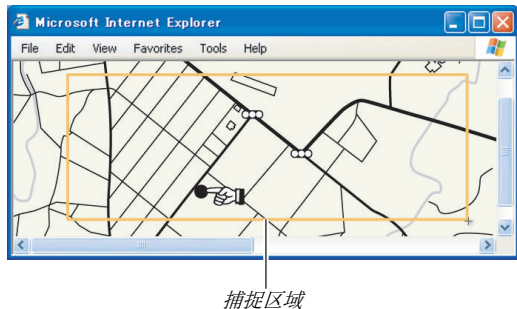 Microsoft Internet Explorer
File Edit View Favorites Tools Help
捕捉区域